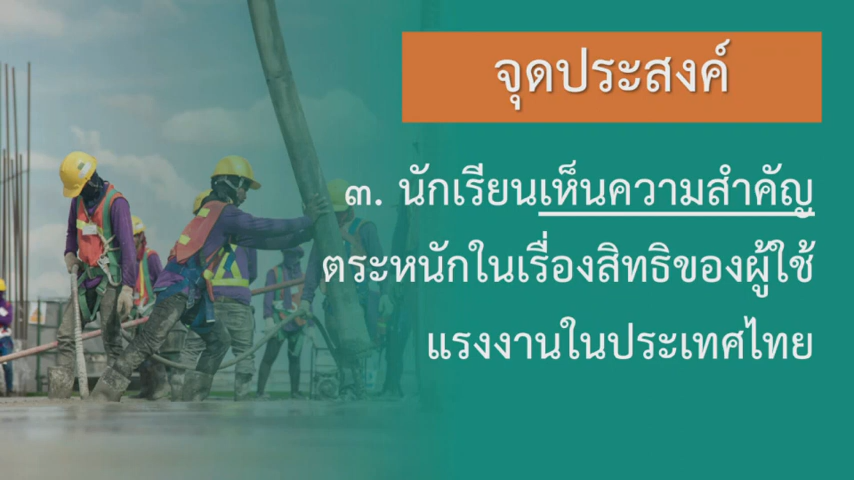 จุดประสงค์
๓. นักเรียนเห็นความสำคัญ
ตระหนักในเรื่องสิทธิของผู้ใช้
แรงงานในประเทศไทย